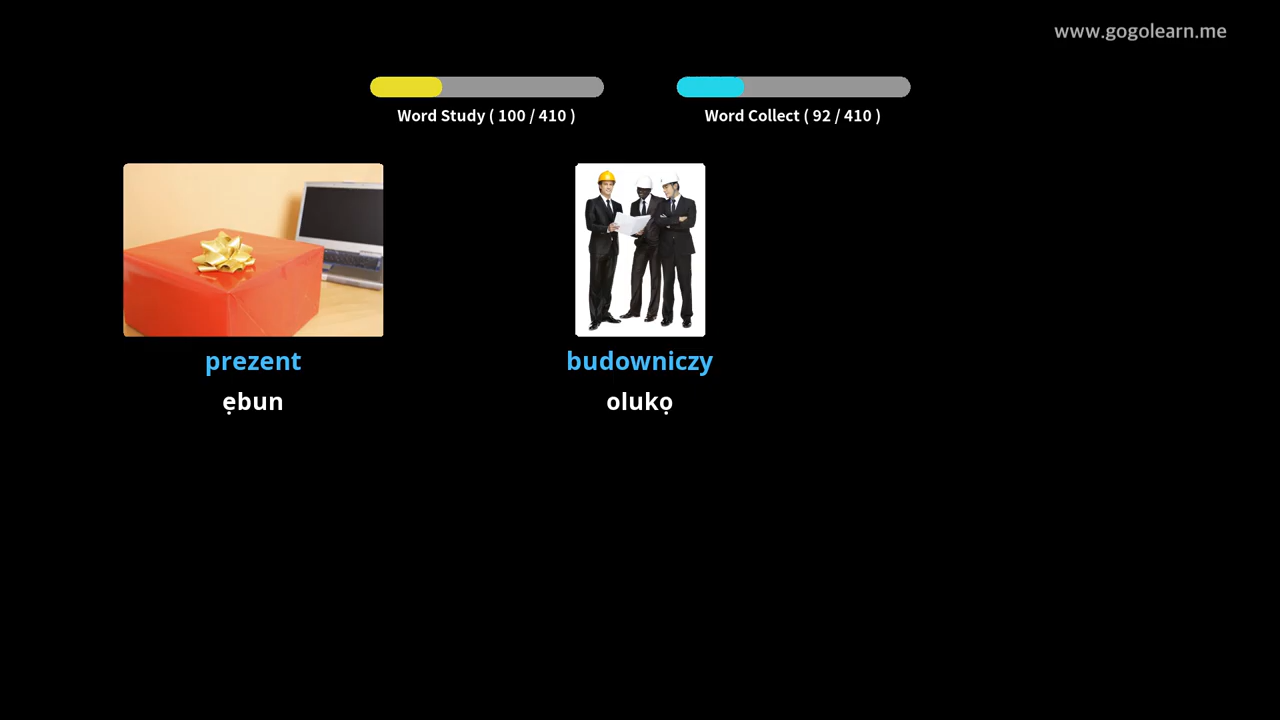 www.gogolearn.me
Word Study ( 100 / 410 )
Word Collect ( 92 / 410 )
prezent
ẹbun
budowniczy
olukọ